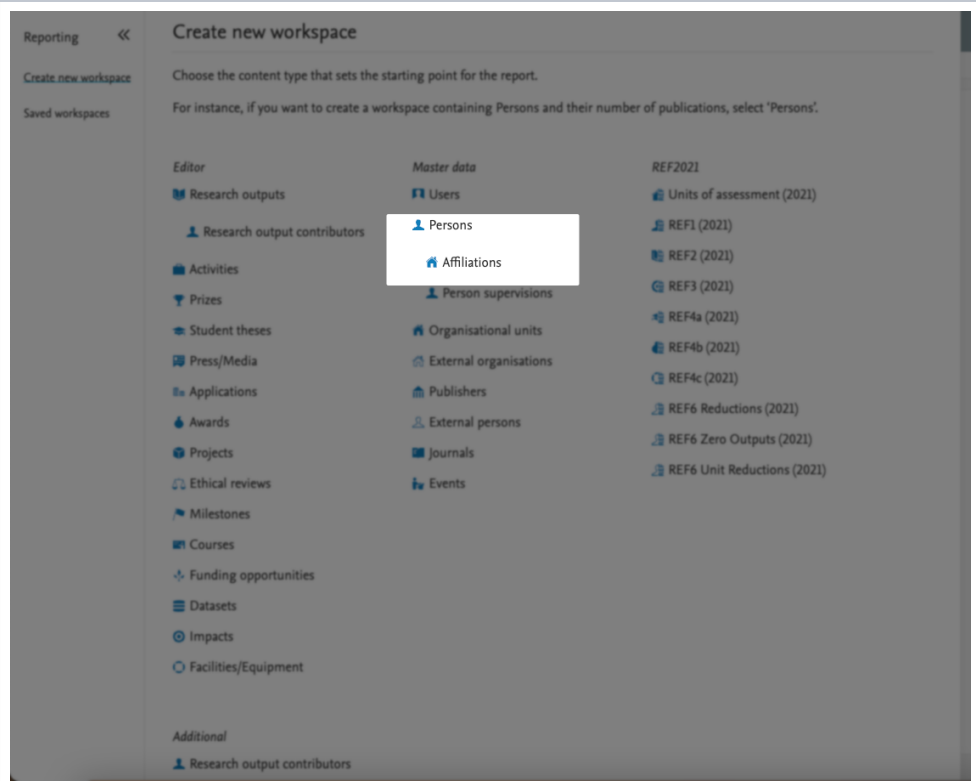 Reporting «
Create new workspace
Saved workspaces
Create new workspace
Choose the content type that sets the starting point for the report.
For instance, if you want to create a workspace containing Persons and their number of publications, select ‘Persons’.
Editor
Research outputs
Research output contributors
Activities
Prizes
Student theses
Press/Media
Applications
Awards
Projects
Ethical reviews
Milestones
Courses
Funding opportunities
Datasets
Impacts
Facilities/Equipment
Master data
Users
Persons
Affiliations
Person supervisions
Organisational units
External organisations
Publishers
External persons
Journals
Events
REF2021
Units of assessment (2021)
REF1 (2021)
REF2 (2021)
REF3 (2021)
REF4a (2021)
REF4b (2021)
REF4c (2021)
REF6 Reductions (2021)
REF6 Zero Outputs (2021)
REF6 Unit Reductions (2021)
Additional
Research output contributors